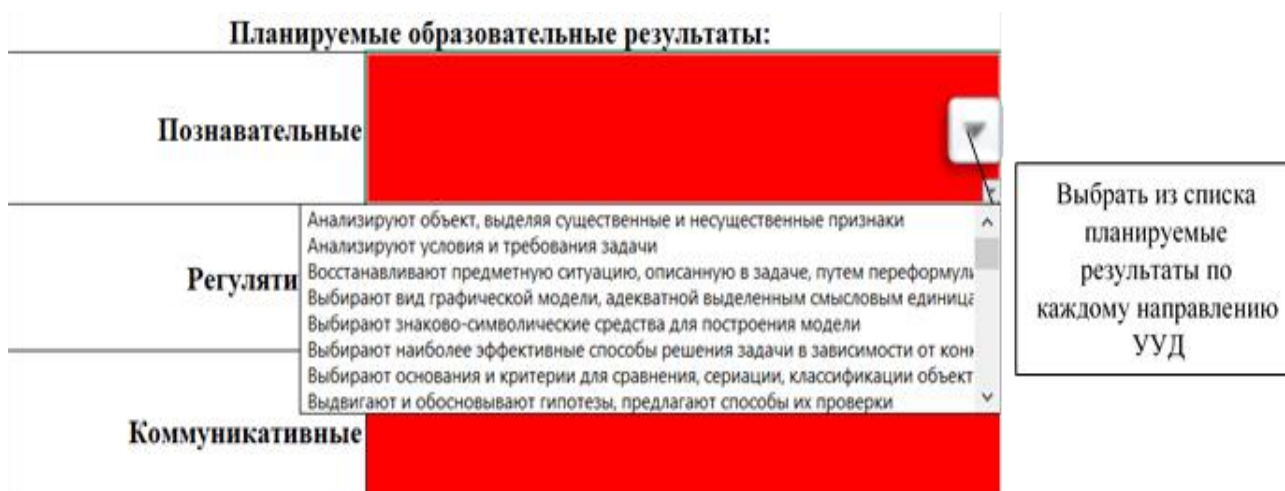 Планируемые образовательные результаты:
Познавательные
Анализируют объект, выделяя существенные и несущественные признаки
Анализируют условия и требования задачи
Восстанавливают предметную ситуацию, описанную в задаче, путем переформули
Выбирают вид графической модели, адекватной выделенным смысловым единица
Выбирают знаково-символические средства для построения модели
Выбирают наиболее эффективные способы решения задачи в зависимости от кон
Выбирают основания и критерии для сравнения, сериации, классификации объект
Выдвигают и обосновывают гипотезы, предлагают способы их проверки
Регуляти
Коммуникативные
Выбрать из списка
планируемые
результаты по
каждому направлению
УУД